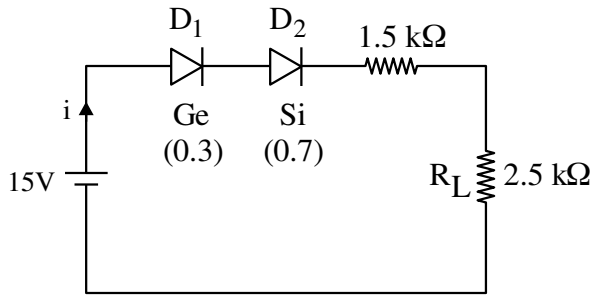 D1 D2 1.5 kΩ
i Ge Si
(0.3) (0.7)
15V RL 2.5 kΩ